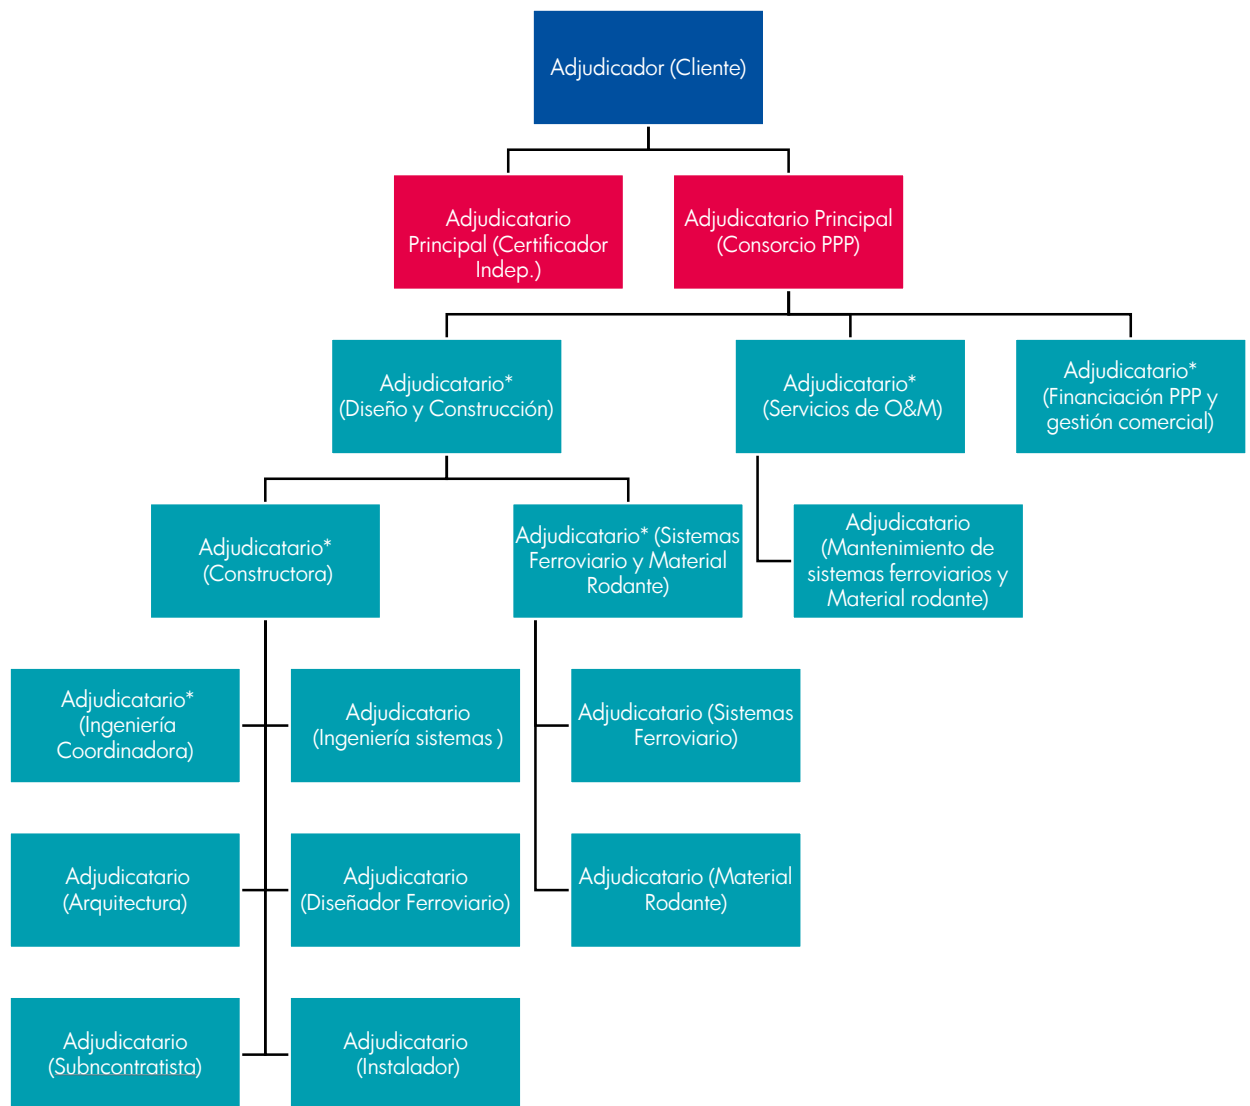 Adjudicador (Cliente)
Adjudicatario
Principal (Certificador
Indep.)
Adjudicatario Principal
(Consorcio PPP)
Adjudicatario*
(Diseño y Construcción)
Adjudicatario*
(Servicios de O&M)
Adjudicatario*
(Financiación PPP y
gestión comercial)
Adjudicatario*
(Constructora)
Adjudicatario* (Sistemas
Ferroviario y Material
Rodante)
Adjudicatario
(Mantenimiento de
sistemas ferroviarios y
Material rodante)
Adjudicatario*
(Ingeniería
Coordinadora)
Adjudicatario
(Ingeniería sistemas )
Adjudicatario (Sistemas
Ferroviario)
Adjudicatario
(Arquitectura)
Adjudicatario
(Diseñador Ferroviario)
Adjudicatario (Material
Rodante)
Adjudicatario
(Subncontratista)
Adjudicatario
(Instalador)